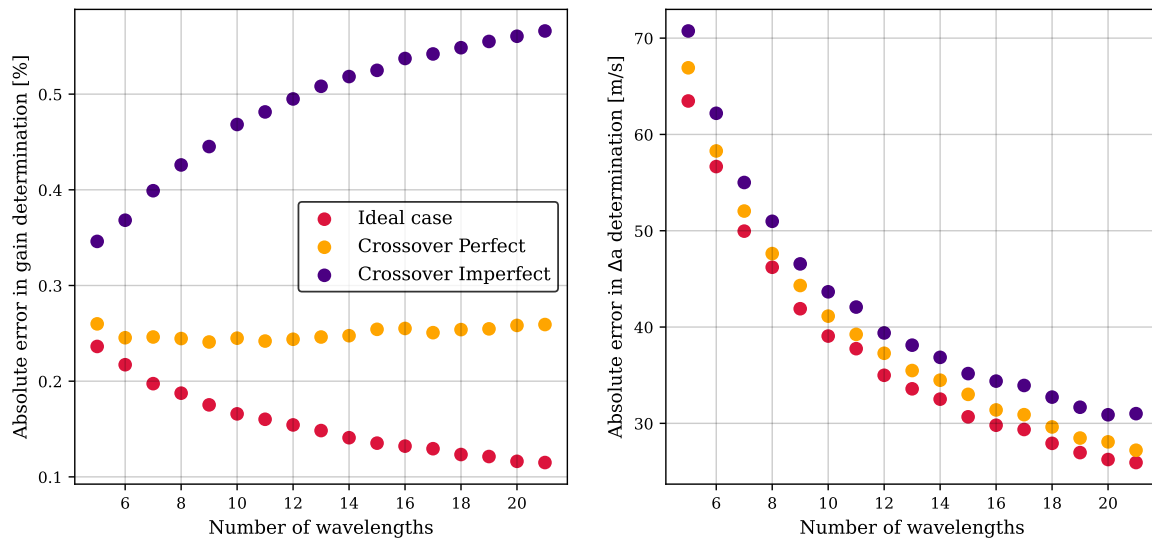 Absolute error in gain determination [%]
0.5
0.4
0.3
0.2
0.1
Ideal case
Crossover Perfect
Crossover Imperfect
6 8 10 12 14 16 18 20
Number of wavelengths
Absolute error in Δa determination [m/s]
70
60
50
40
30
6 8 10 12 14 16 18 20
Number of wavelengths